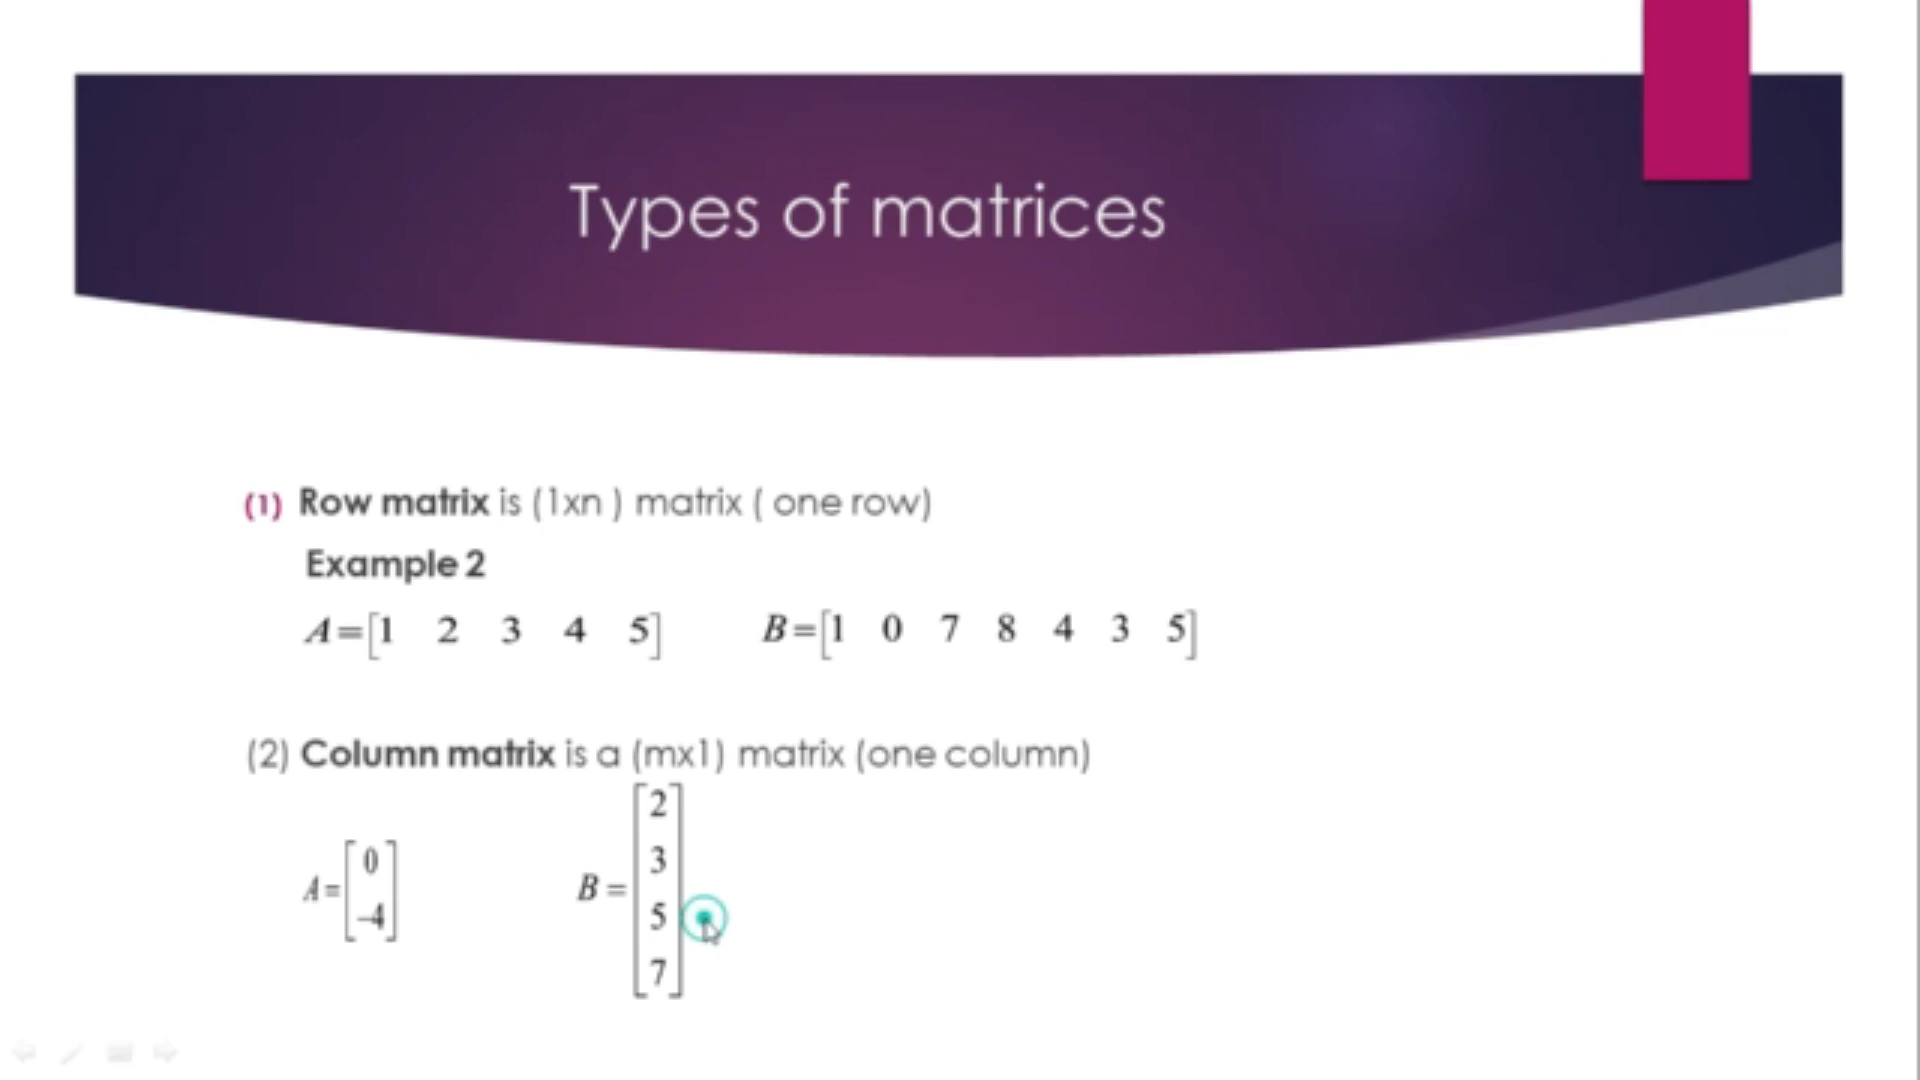 Types of matrices
(1) Row matrix is (1xn ) matrix ( one row)
Example 2
A=[1 2 3 4 5] B=[1 0 7 8 4 3 5]
(2) Column matrix is a (mx1) matrix (one column)
A=[0 -4] B=[2 3 5 7]